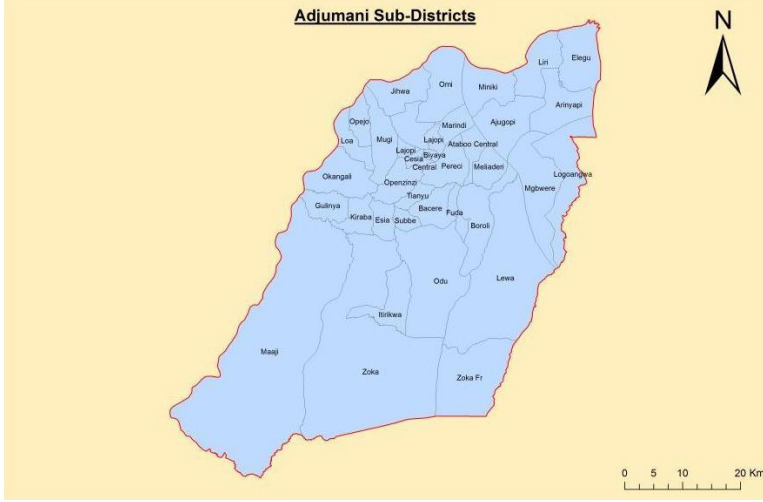 Adjumani Sub-Districts
N
Elegu
Liri
Omi
Miniki
Jihwa
Arinyapi
Opejo
Marindi
Ajugopi
Loa
Mugi
Lajopi
Ataboo Central
Lajopi
Biyaya
Cesia
Central
Pereci
Meliaderi
Logoangwa
Okangali
Openzinzi
Mgbwere
Tianyu
Gulinya
Bacere
Fuda
Kiraba
Esia
Subbe
Boroli
Odu
Lewa
Itirikwa
Maaji
Zoka
Zoka Fr
0 5 10 20 Km